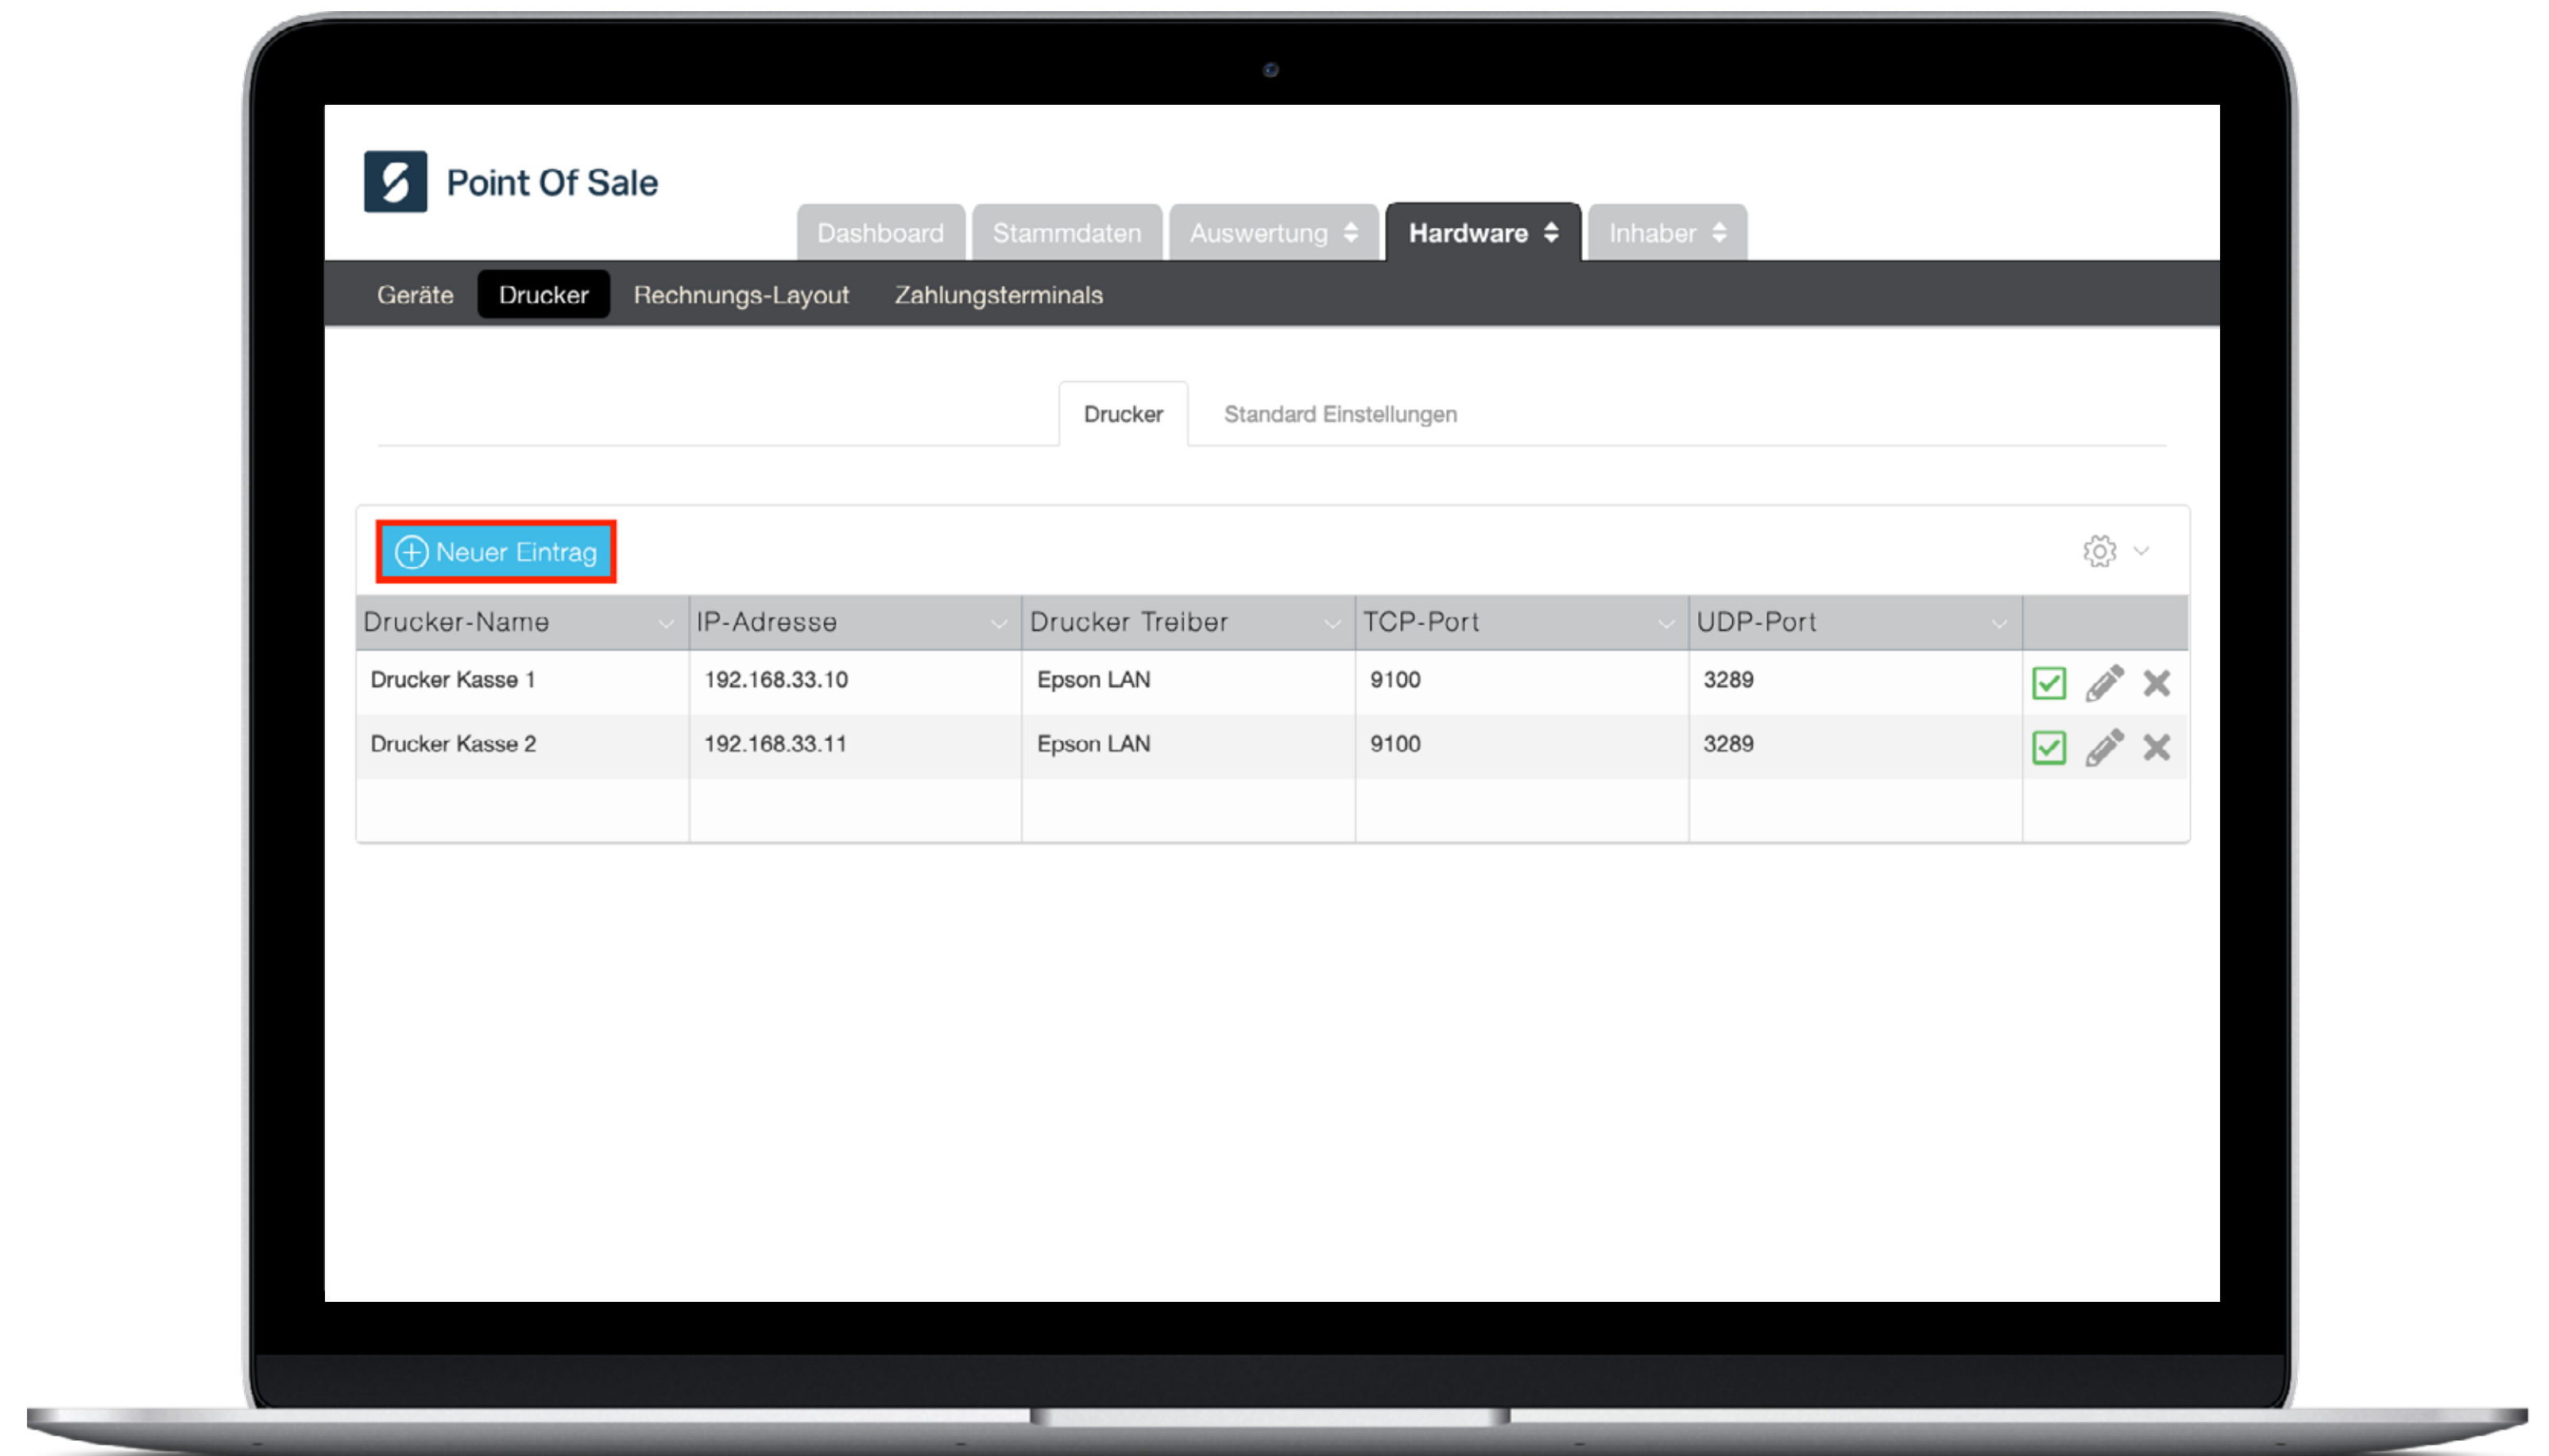 Point Of Sale
Dashboard Stammdaten Auswertung Hardware Inhaber
Geräte Drucker Rechnungs-Layout Zahlungsterminals
Drucker Standard Einstellungen
Neuer Eintrag
Drucker-Name IP-Adresse Drucker Treiber TCP-Port UDP-Port
Drucker Kasse 1 192.168.33.10 Epson LAN 9100 3289
Drucker Kasse 2 192.168.33.11 Epson LAN 9100 3289